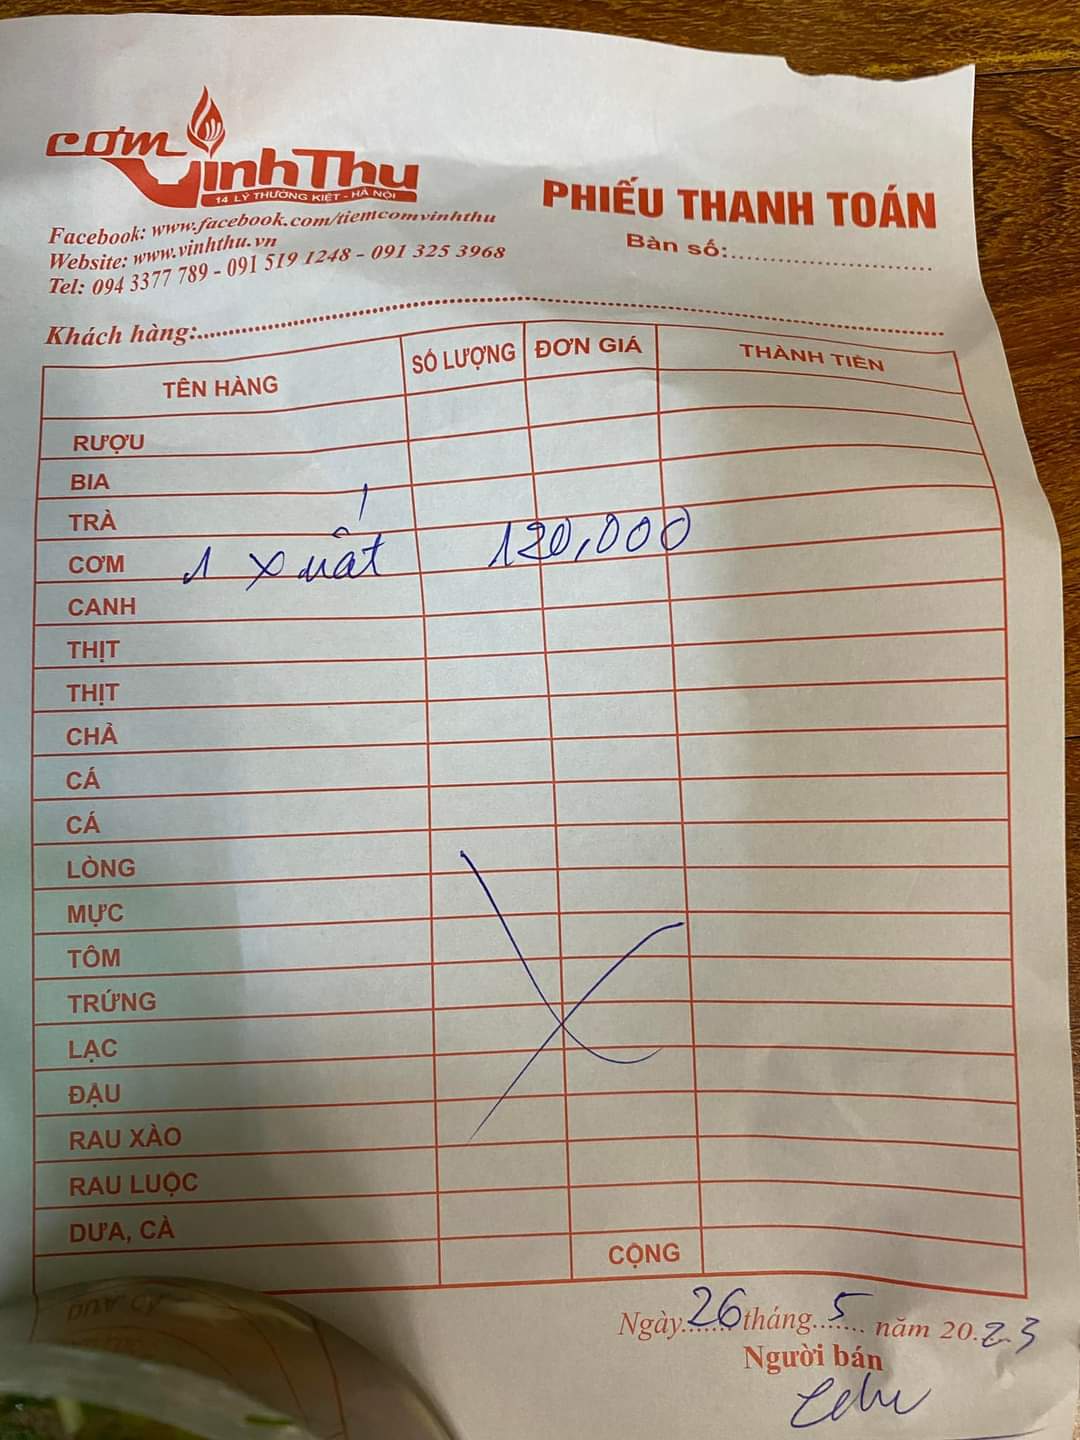 cơm Vinh Thu
14 LÝ THƯỜNG KIỆT - HÀ NỘI
Facebook: www.facebook.com/tiemcomvinhthu
Website: www.vinhthu.vn
Tel: 094 3377 789 - 091 519 1248 - 091 325 3968
PHIẾU THANH TOÁN
Bàn số:
Khách hàng:
TÊN HÀNG SỐ LƯỢNG ĐƠN GIÁ THÀNH TIỀN
RƯỢU
BIA
TRÀ
CƠM 1 xuất 120,000
CANH
THỊT
THỊT
CHẢ
CÁ
CÁ
LÒNG
MỰC
TÔM
TRỨNG
LẠC
ĐẬU
RAU XÀO
RAU LUỘC
DƯA, CÀ
CỘNG
Ngày 26 tháng 5 năm 2023
Người bán